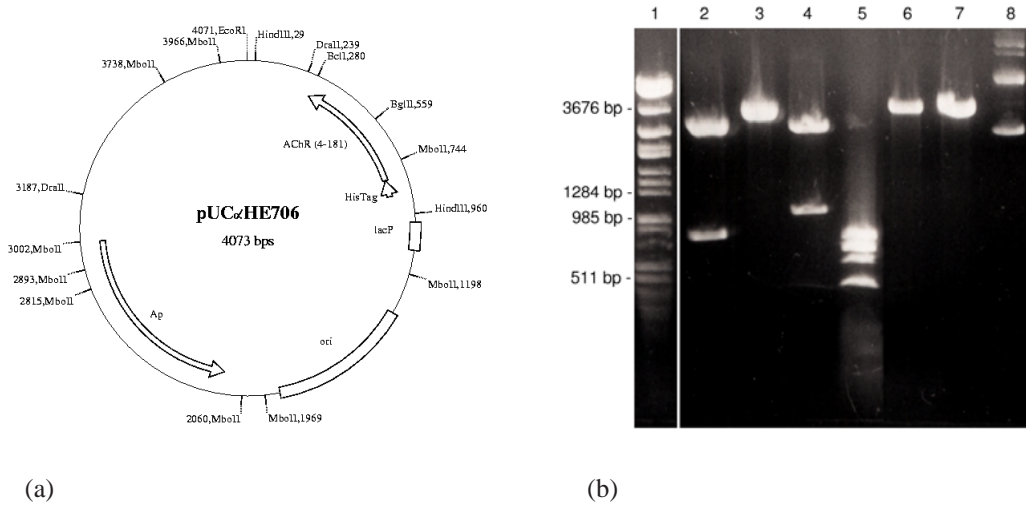 4071,EcoRI
HindIII,29
3966,MboII
DraII,239
BclI,280
3738,MboII
BglII,559
AChR (4-181)
MboII,744
3187,DraII
HisTag
HindIII,960
pUCαHE706
lacP
4073 bps
3002,MboII
2893,MboII
MboII,1198
2815,MboII
Ap
ori
2060,MboII
MboII,1969
(a)
1 2 3 4 5 6 7 8
3676 bp -
1284 bp -
985 bp -
511 bp -
(b)